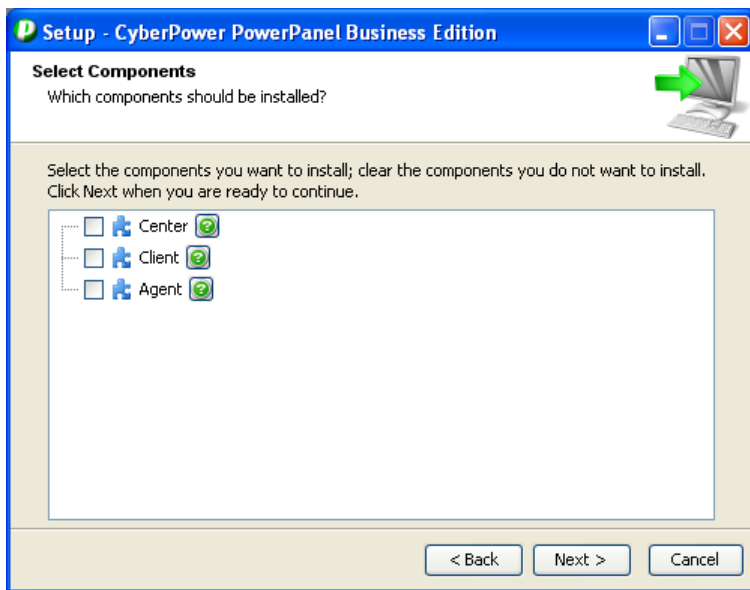 Setup - CyberPower PowerPanel Business Edition
Select Components
Which components should be installed?
Select the components you want to install; clear the components you do not want to install.
Click Next when you are ready to continue.
Center
Client
Agent
< Back Next > Cancel